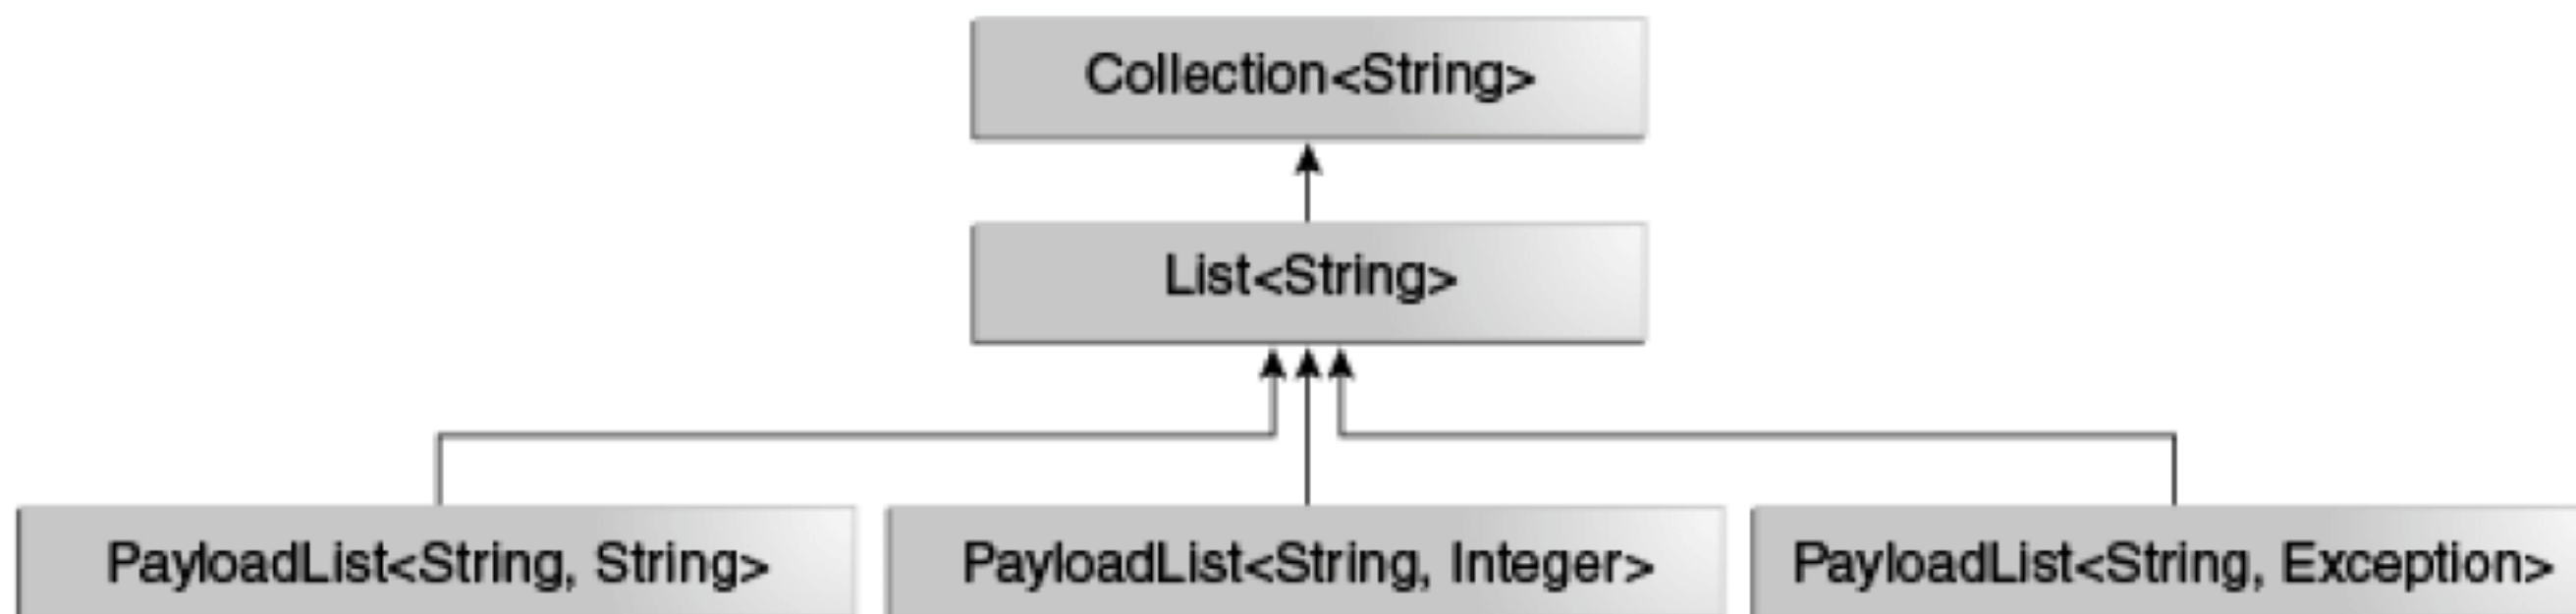 Collection<String>
List<String>
PayloadList<String, String>
PayloadList<String, Integer>
PayloadList<String, Exception>